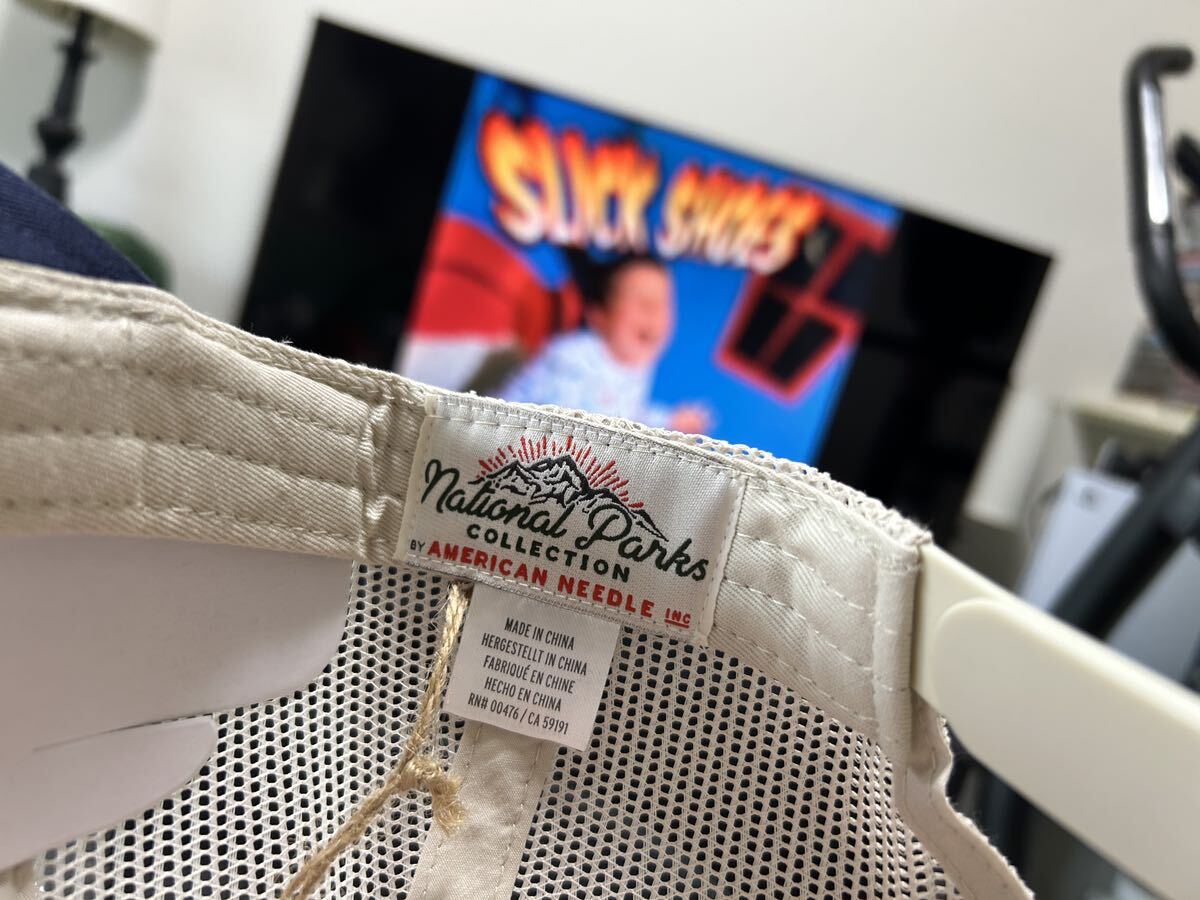 SLICK SHOES
National Parks
COLLECTION
BY AMERICAN NEEDLE INC
MADE IN CHINA
HERGESTELLT IN CHINA
FABRIQUÉ EN CHINE
HECHO EN CHINA
RN# 00476 / CA 59191